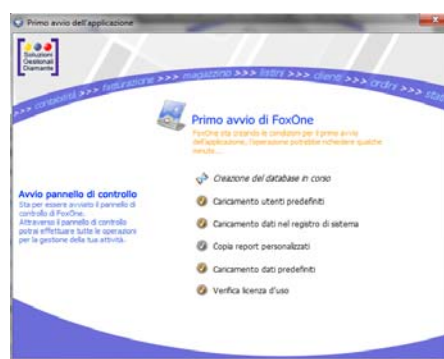 Primo avvio dell'applicazione
Soluzioni
Gestionali
Diamante
>>> contabilità >>> fatturazione >>> magazzino >>> listini >>> clienti >>> ordini >>> stat
Primo avvio di FoxOne
FoxOne sta creando le condizioni per il primo avvio
dell'applicazione, l'operazione potrebbe richiedere qualche
minuto...
Creazione del database in corso
Avvio pannello di controllo
Sta per essere avviato il pannello di
controllo di FoxOne.
Attraverso il pannello di controllo
potrai effettuare tutte le operazioni
per la gestione della tua attività.
Caricamento utenti predefiniti
Caricamento dati nel registro di sistema
Copia report personalizzati
Caricamento dati predefiniti
Verifica licenza d'uso